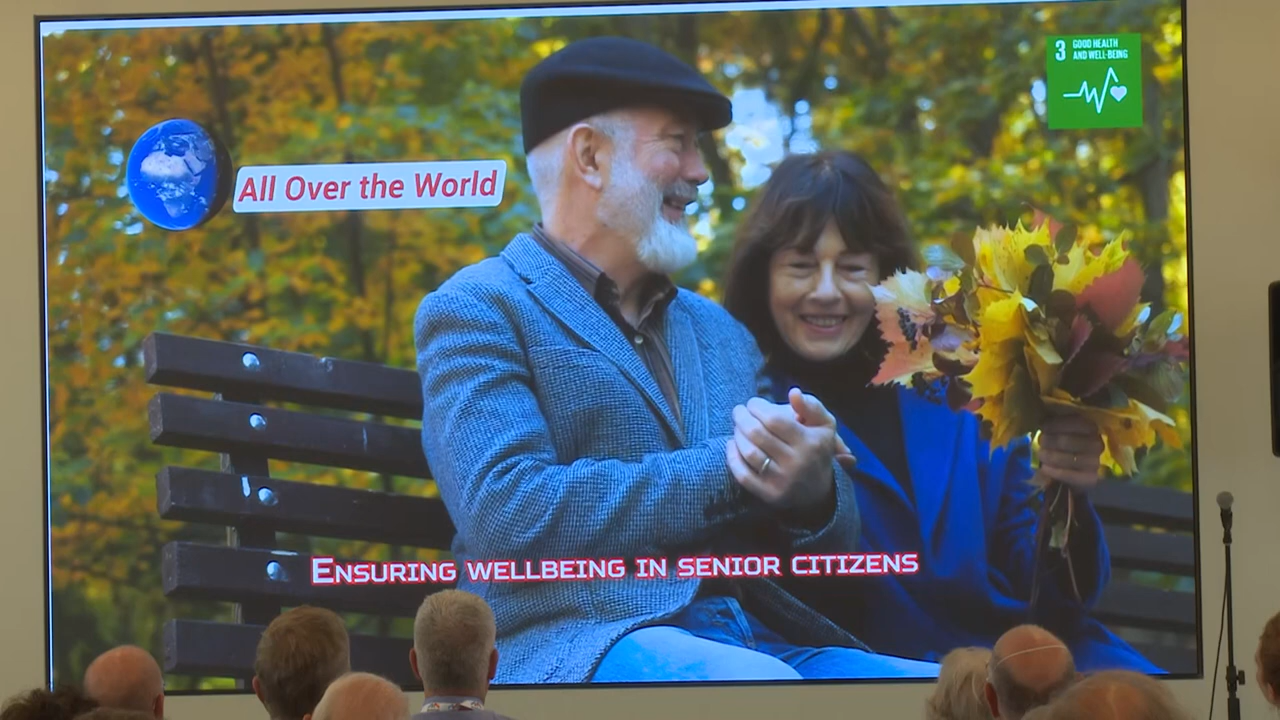 3 GOOD HEALTH
AND WELL-BEING
All Over the World
ENSURING WELLBEING IN SENIOR CITIZENS